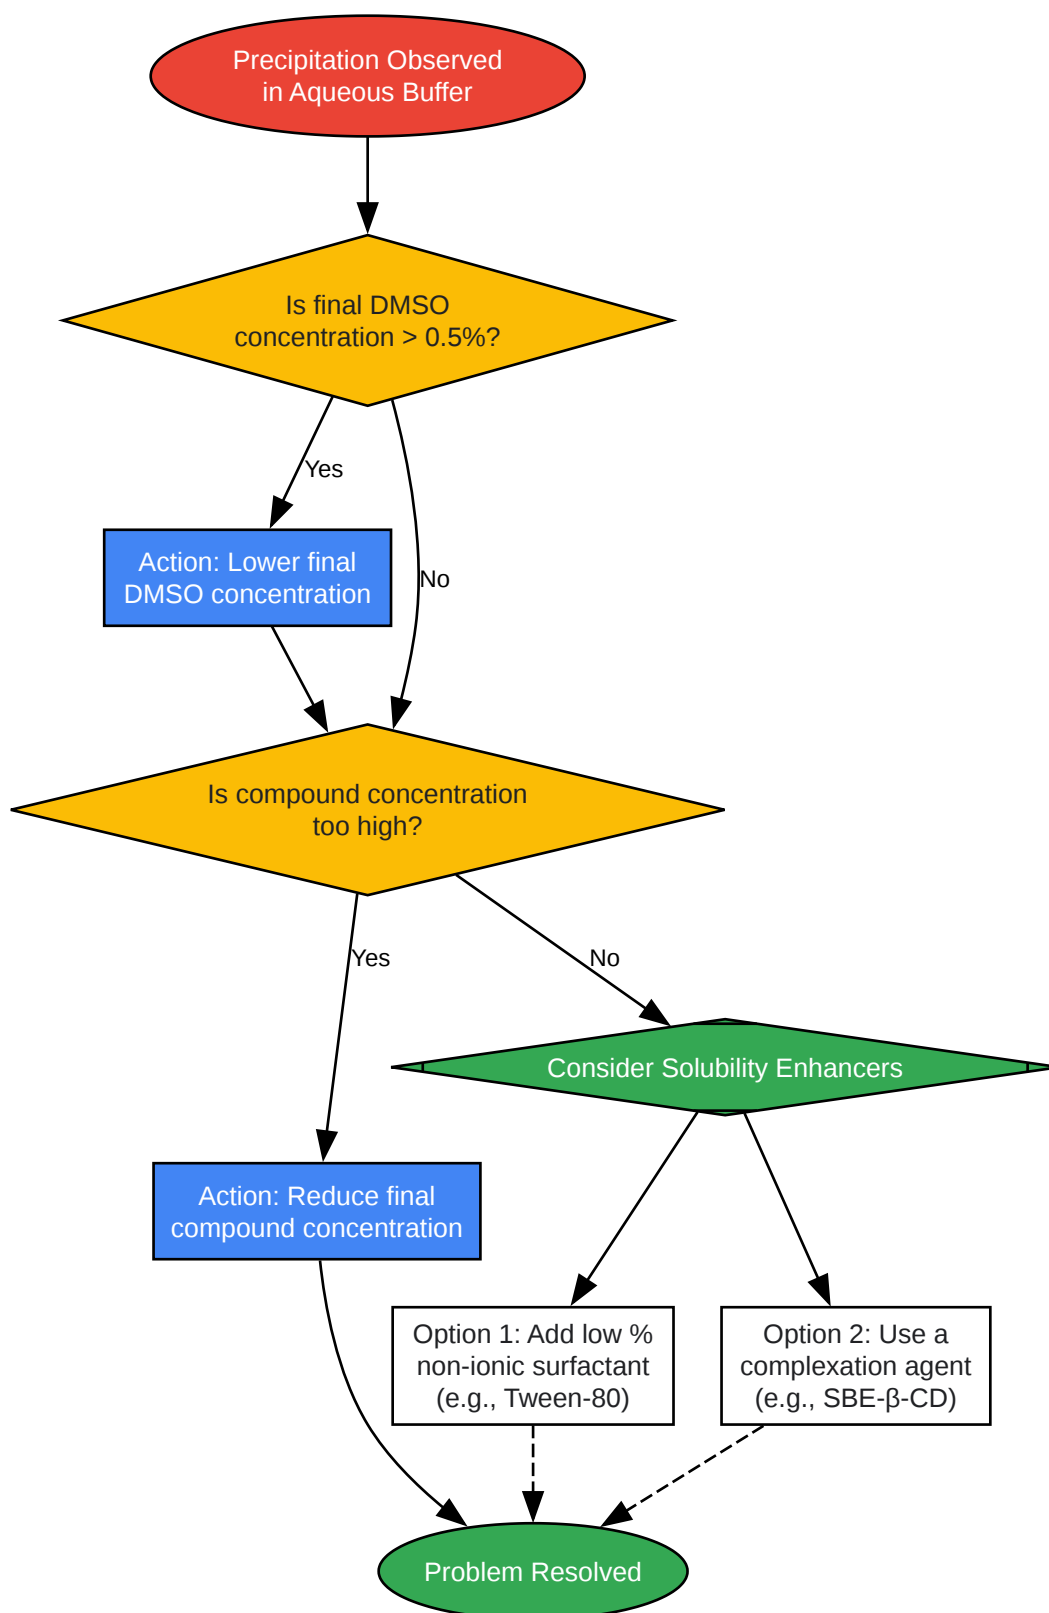 Precipitation Observed
in Aqueous Buffer
Is final DMSO
concentration > 0.5%?
Yes
Action: Lower final
DMSO concentration
No
Is compound concentration
too high?
Yes
No
Consider Solubility Enhancers
Action: Reduce final
compound concentration
Option 1: Add low %
non-ionic surfactant
(e.g., Tween-80)
Option 2: Use a
complexation agent
(e.g., SBE-β-CD)
Problem Resolved